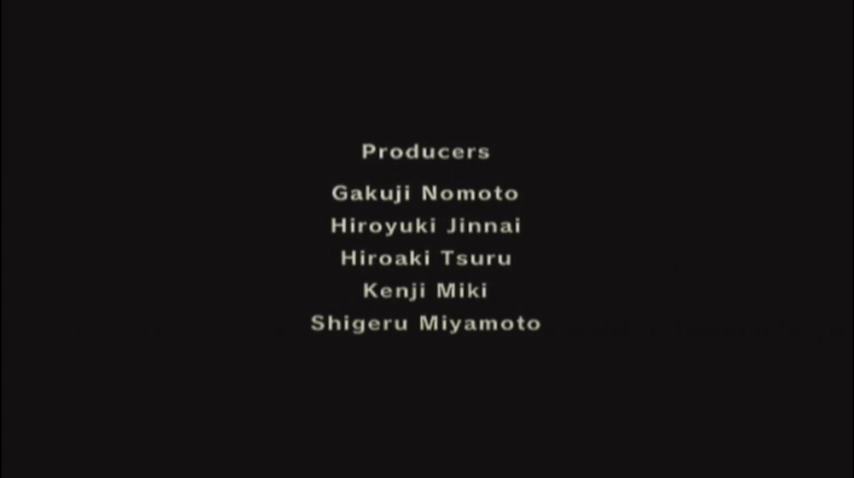 Producers
Gakuji Nomoto
Hiroyuki Jinnai
Hiroaki Tsuru
Kenji Miki
Shigeru Miyamoto